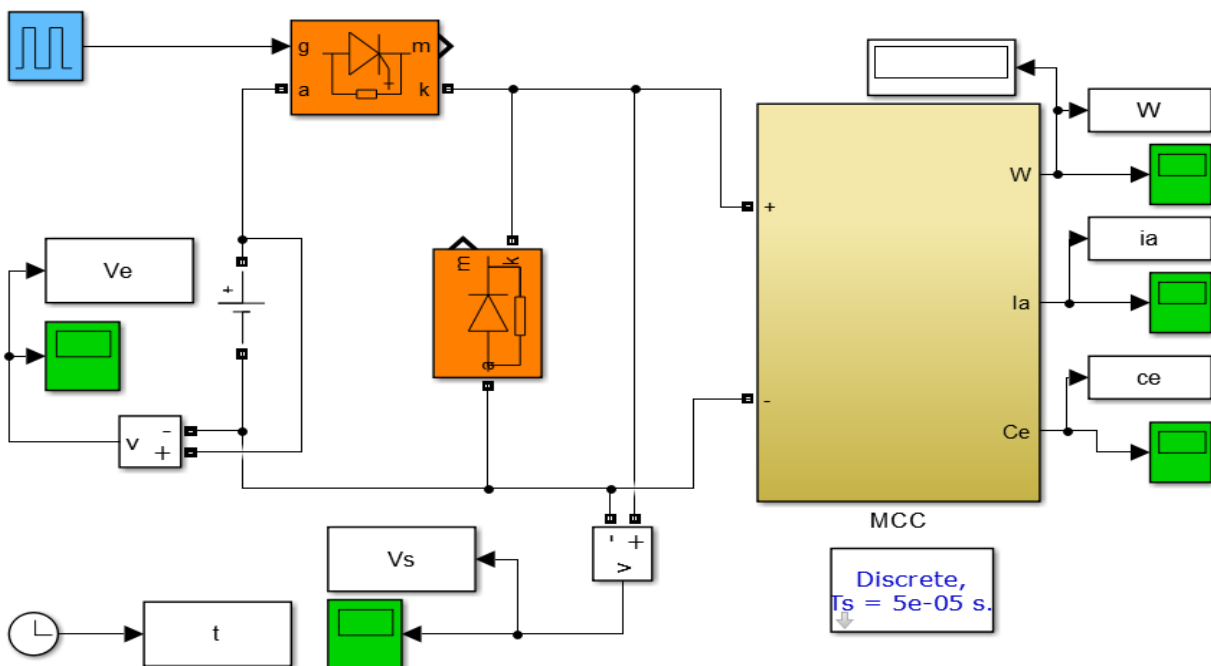 g
m
a
k
W
W
+
Ia
ia
-
Ce
ce
MCC
m
k
a
Ve
+
v
-
+
Vs
-
+
v
t
Discrete,
Ts = 5e-05 s.